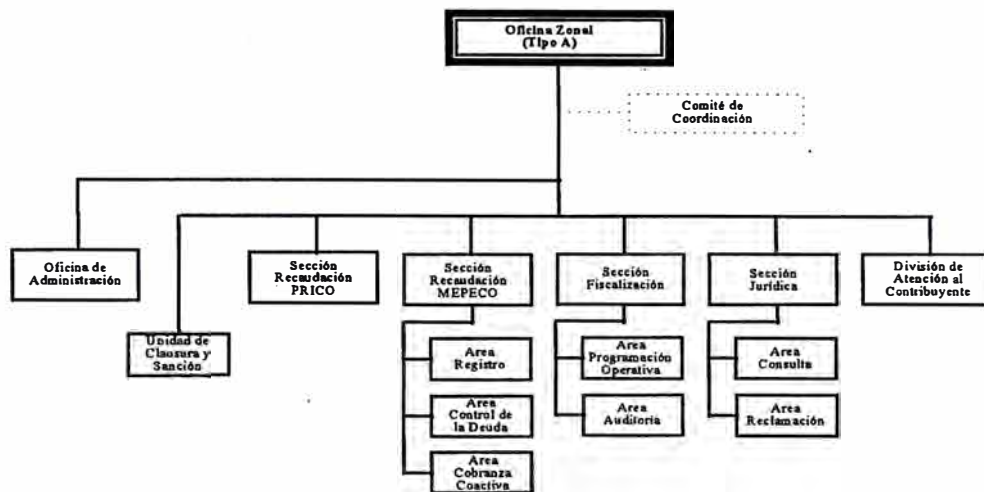 Oficina Zonal
(Tipo A)
Comité de
Coordinación
Oficina de
Administración
Sección
Recaudación
PRICO
Sección
Recaudación
MEPECO
Sección
Fiscalización
Sección
Jurídica
División de
Atención al
Contribuyente
Unidad de
Clausura y
Sanción
Area
Registro
Area
Programación
Operativa
Area
Consulta
Area
Control de
la Deuda
Area
Auditoría
Area
Reclamación
Area
Cobranza
Coactiva